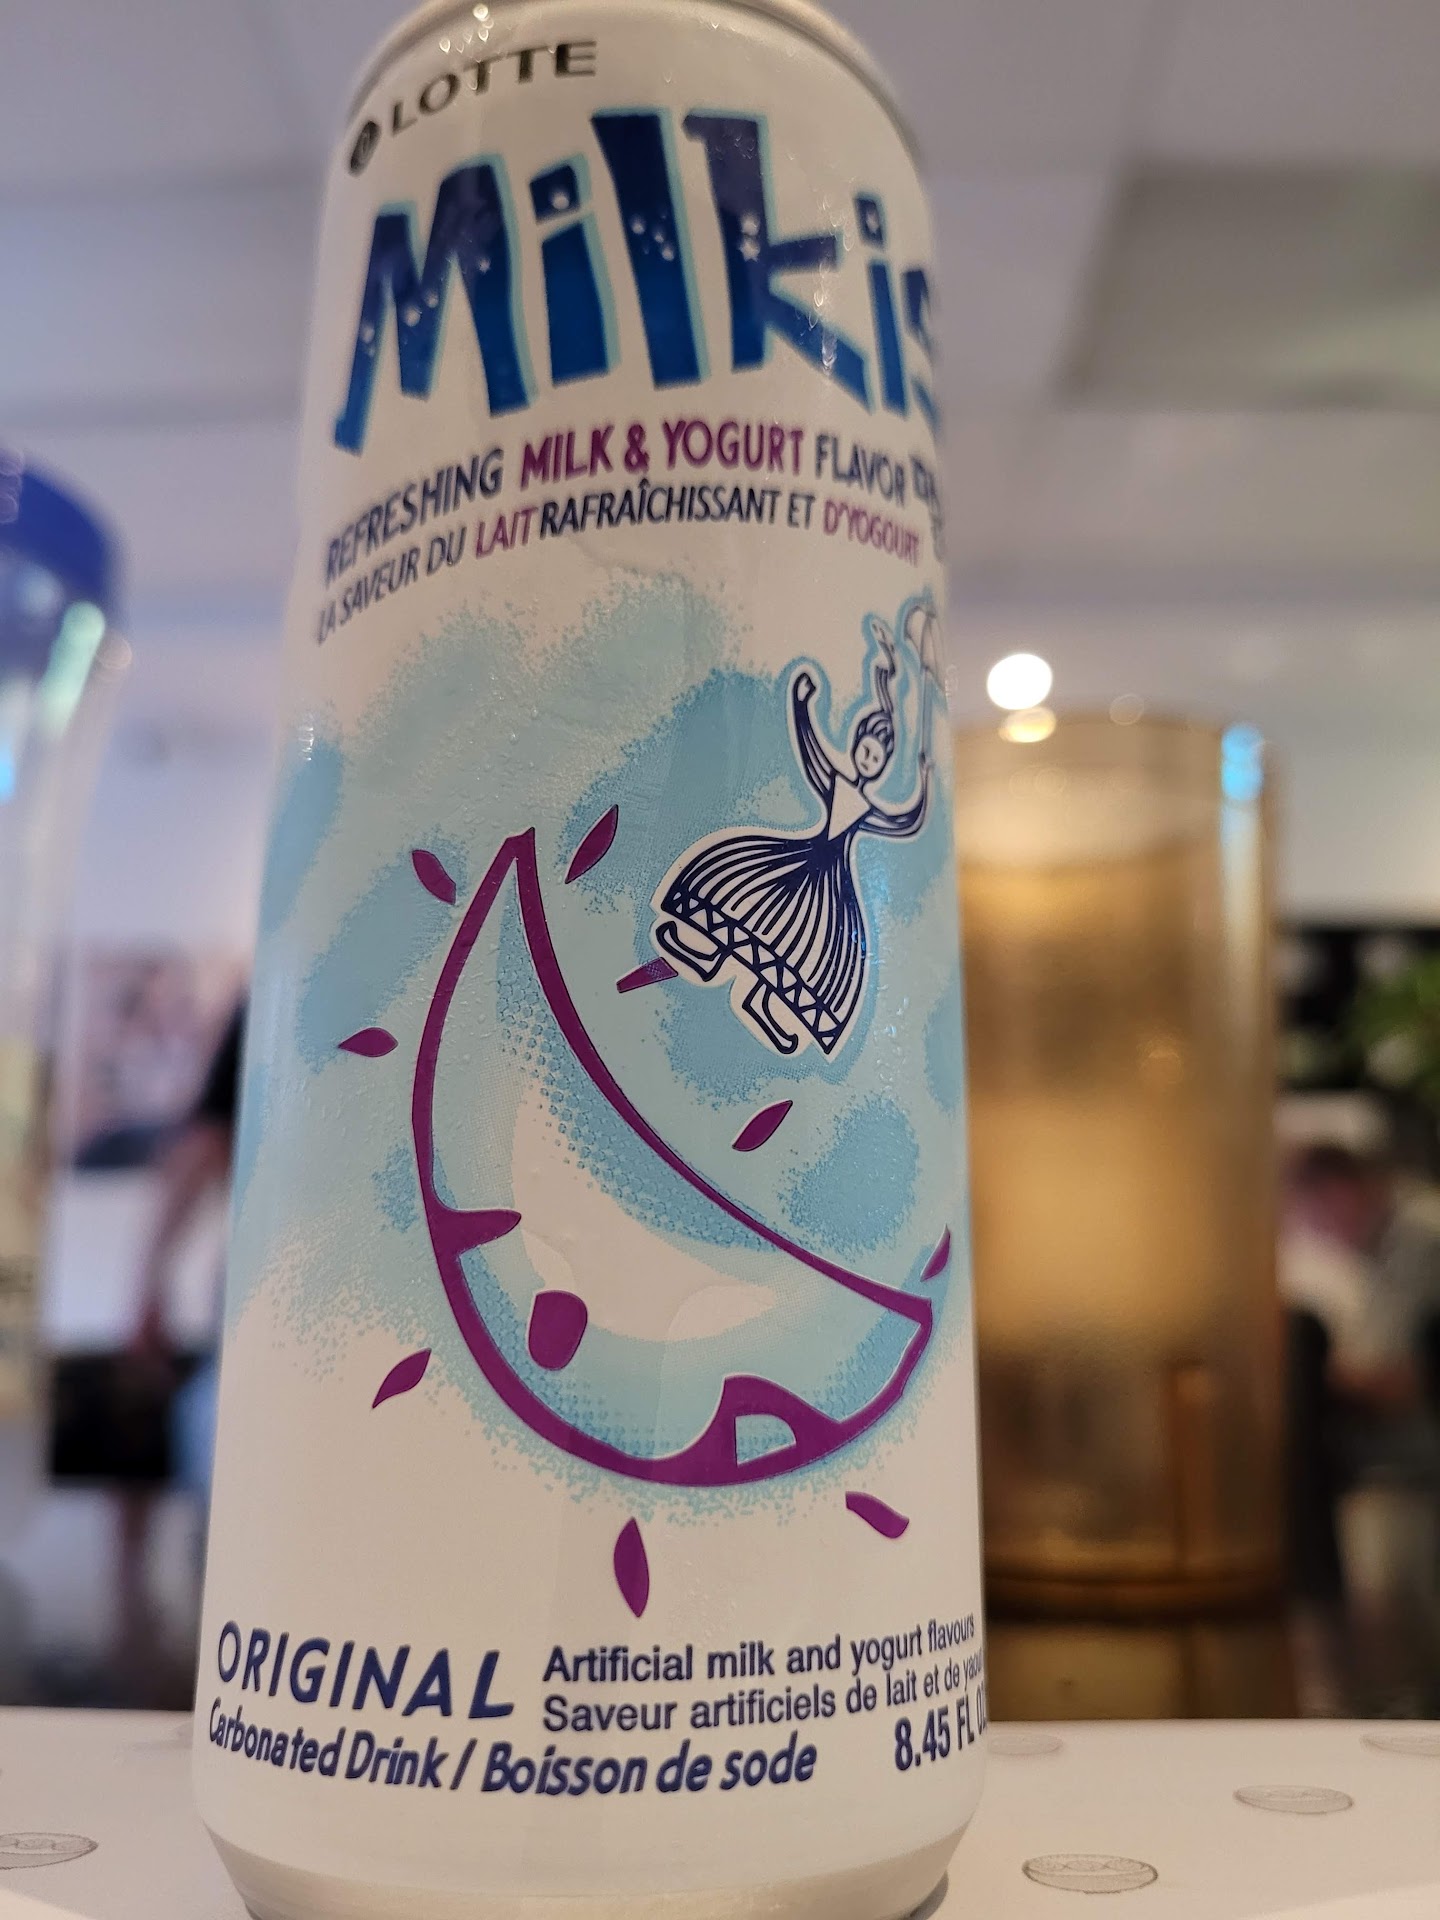 LOTTE
Milkis
REFRESHING MILK & YOGURT FLAVOR
LA SAVEUR DU LAIT RAFRAÎCHISSANT ET D'YOGOURT
ORIGINAL
Artificial milk and yogurt flavours
Saveur artificiels de lait et de
Carbonated Drink / Boisson de sode
8.45 FL